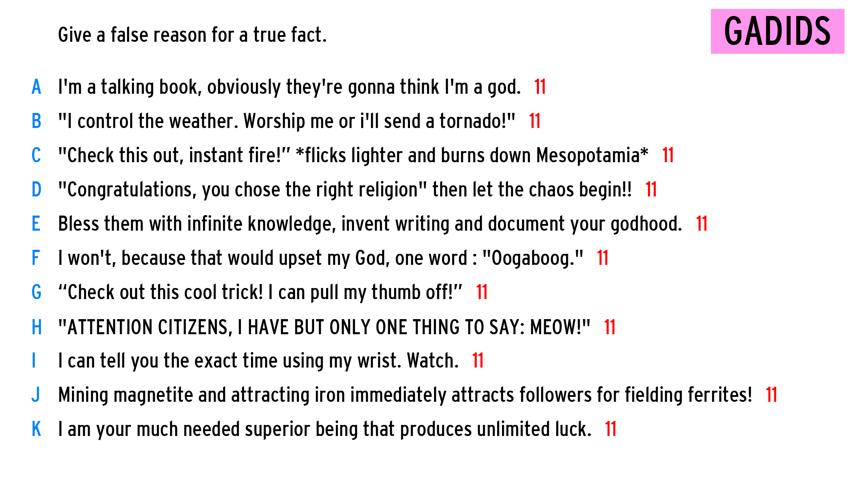 Give a false reason for a true fact.
GADIDS
A I'm a talking book, obviously they're gonna think I'm a god. 11
B "I control the weather. Worship me or i'll send a tornado!" 11
C "Check this out, instant fire!” *flicks lighter and burns down Mesopotamia* 11
D "Congratulations, you chose the right religion" then let the chaos begin!! 11
E Bless them with infinite knowledge, invent writing and document your godhood. 11
F I won't, because that would upset my God, one word : "Oogaboog." 11
G “Check out this cool trick! I can pull my thumb off!” 11
H "ATTENTION CITIZENS, I HAVE BUT ONLY ONE THING TO SAY: MEOW!" 11
I I can tell you the exact time using my wrist. Watch. 11
J Mining magnetite and attracting iron immediately attracts followers for fielding ferrites! 11
K I am your much needed superior being that produces unlimited luck. 11